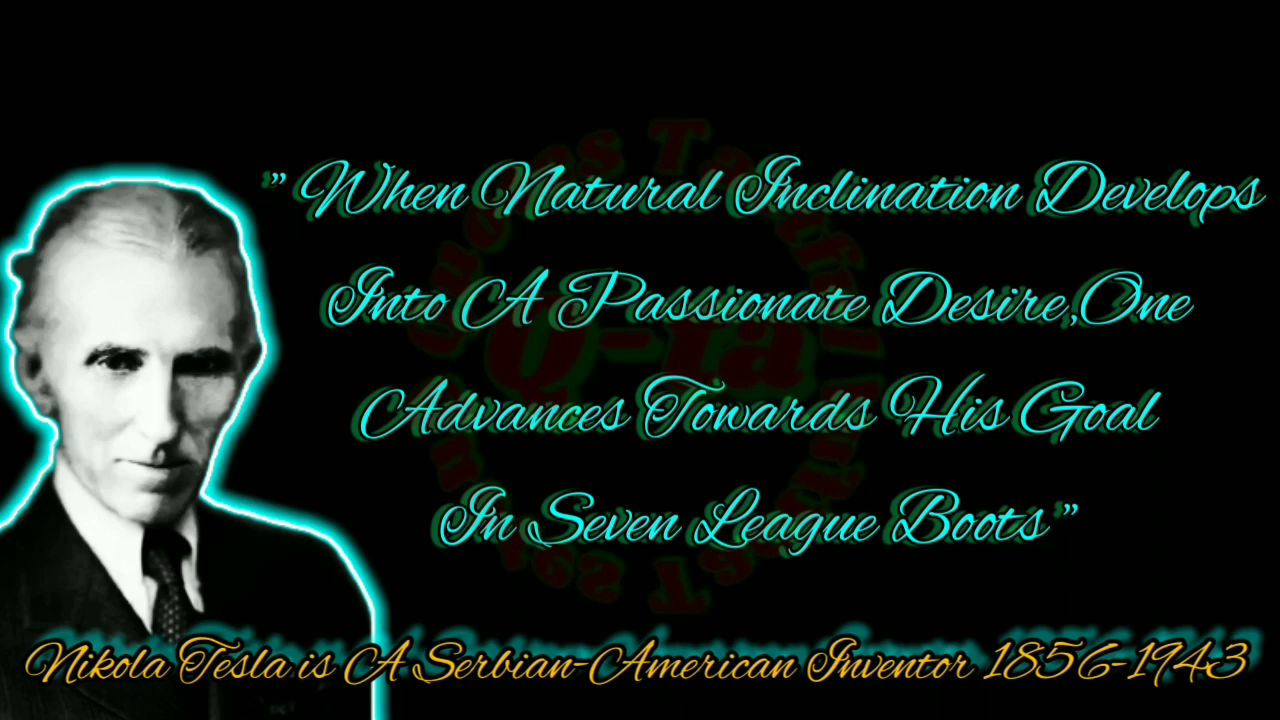 " When Natural Inclination Develops
Into A Passionate Desire,One
Advances Towards His Goal
In Seven League Boots "
Q-ta
Nikola Tesla is A Serbian-American Inventor 1856-1943